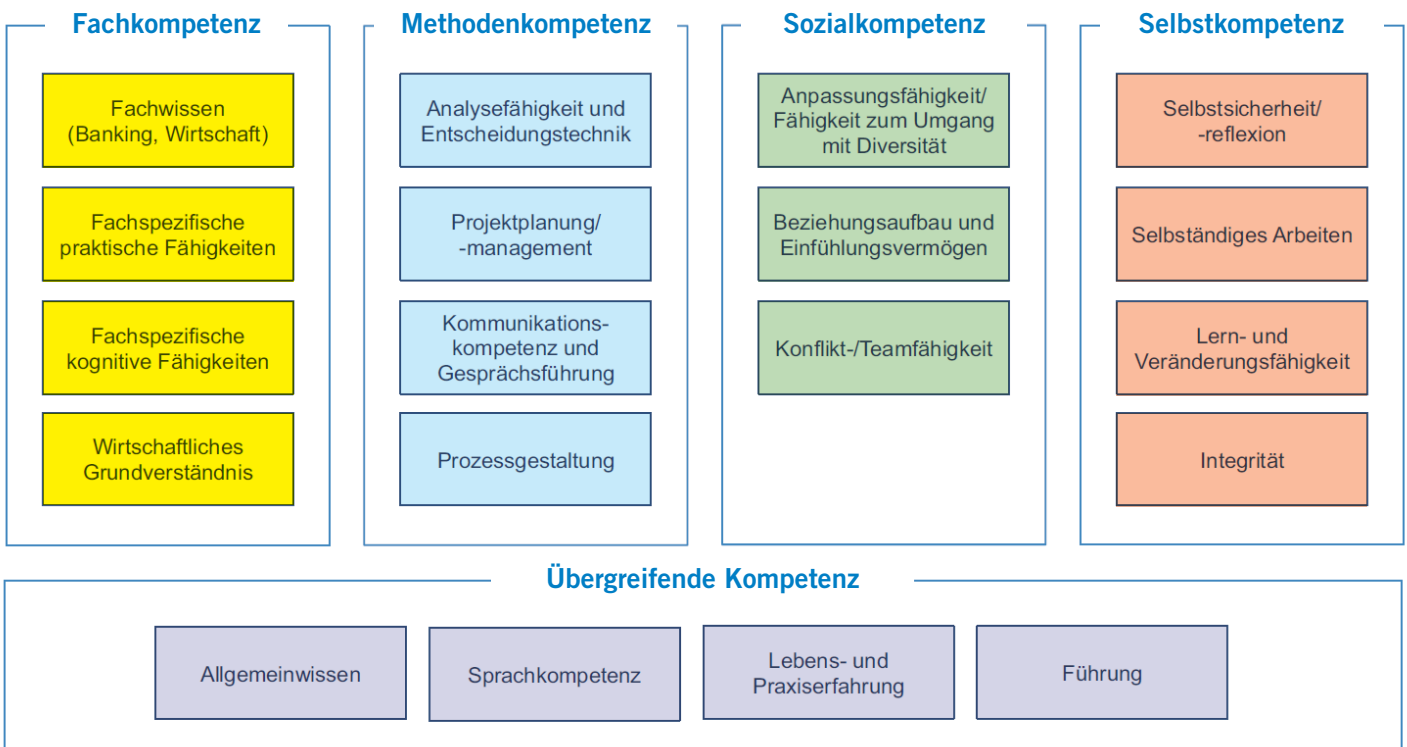 Fachkompetenz
Fachwissen
(Banking, Wirtschaft)
Fachspezifische
praktische Fähigkeiten
Fachspezifische
kognitive Fähigkeiten
Wirtschaftliches
Grundverständnis
Methodenkompetenz
Analysefähigkeit und
Entscheidungstechnik
Projektplanung/
-management
Kommunikations-
kompetenz und
Gesprächsführung
Prozessgestaltung
Sozialkompetenz
Anpassungsfähigkeit/
Fähigkeit zum Umgang
mit Diversität
Beziehungsaufbau und
Einfühlungsvermögen
Konflikt-/Teamfähigkeit
Selbstkompetenz
Selbstsicherheit/
-reflexion
Selbständiges Arbeiten
Lern- und
Veränderungsfähigkeit
Integrität
Übergreifende Kompetenz
Allgemeinwissen
Sprachkompetenz
Lebens- und
Praxiserfahrung
Führung